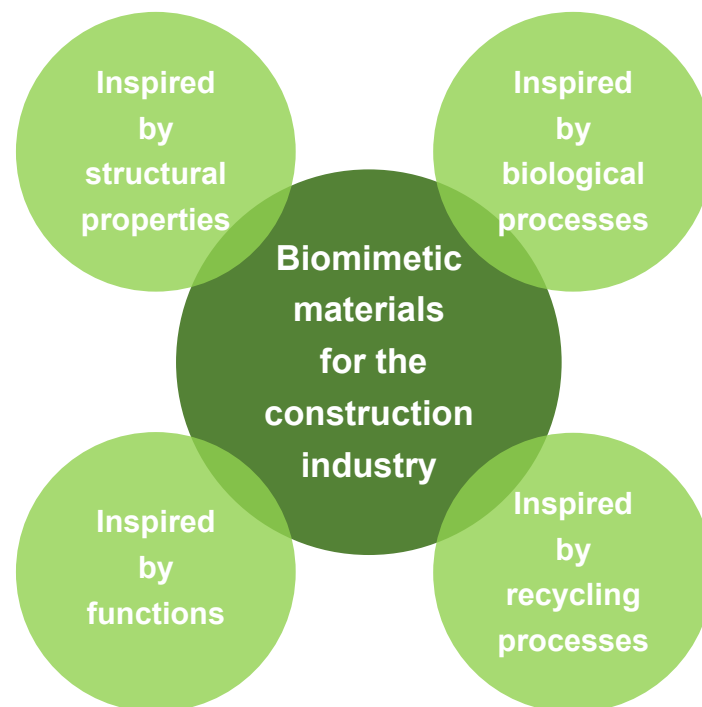 Inspired
by
structural
properties
Inspired
by
biological
processes
Biomimetic
materials
for the
construction
industry
Inspired
by
functions
Inspired
by
recycling
processes